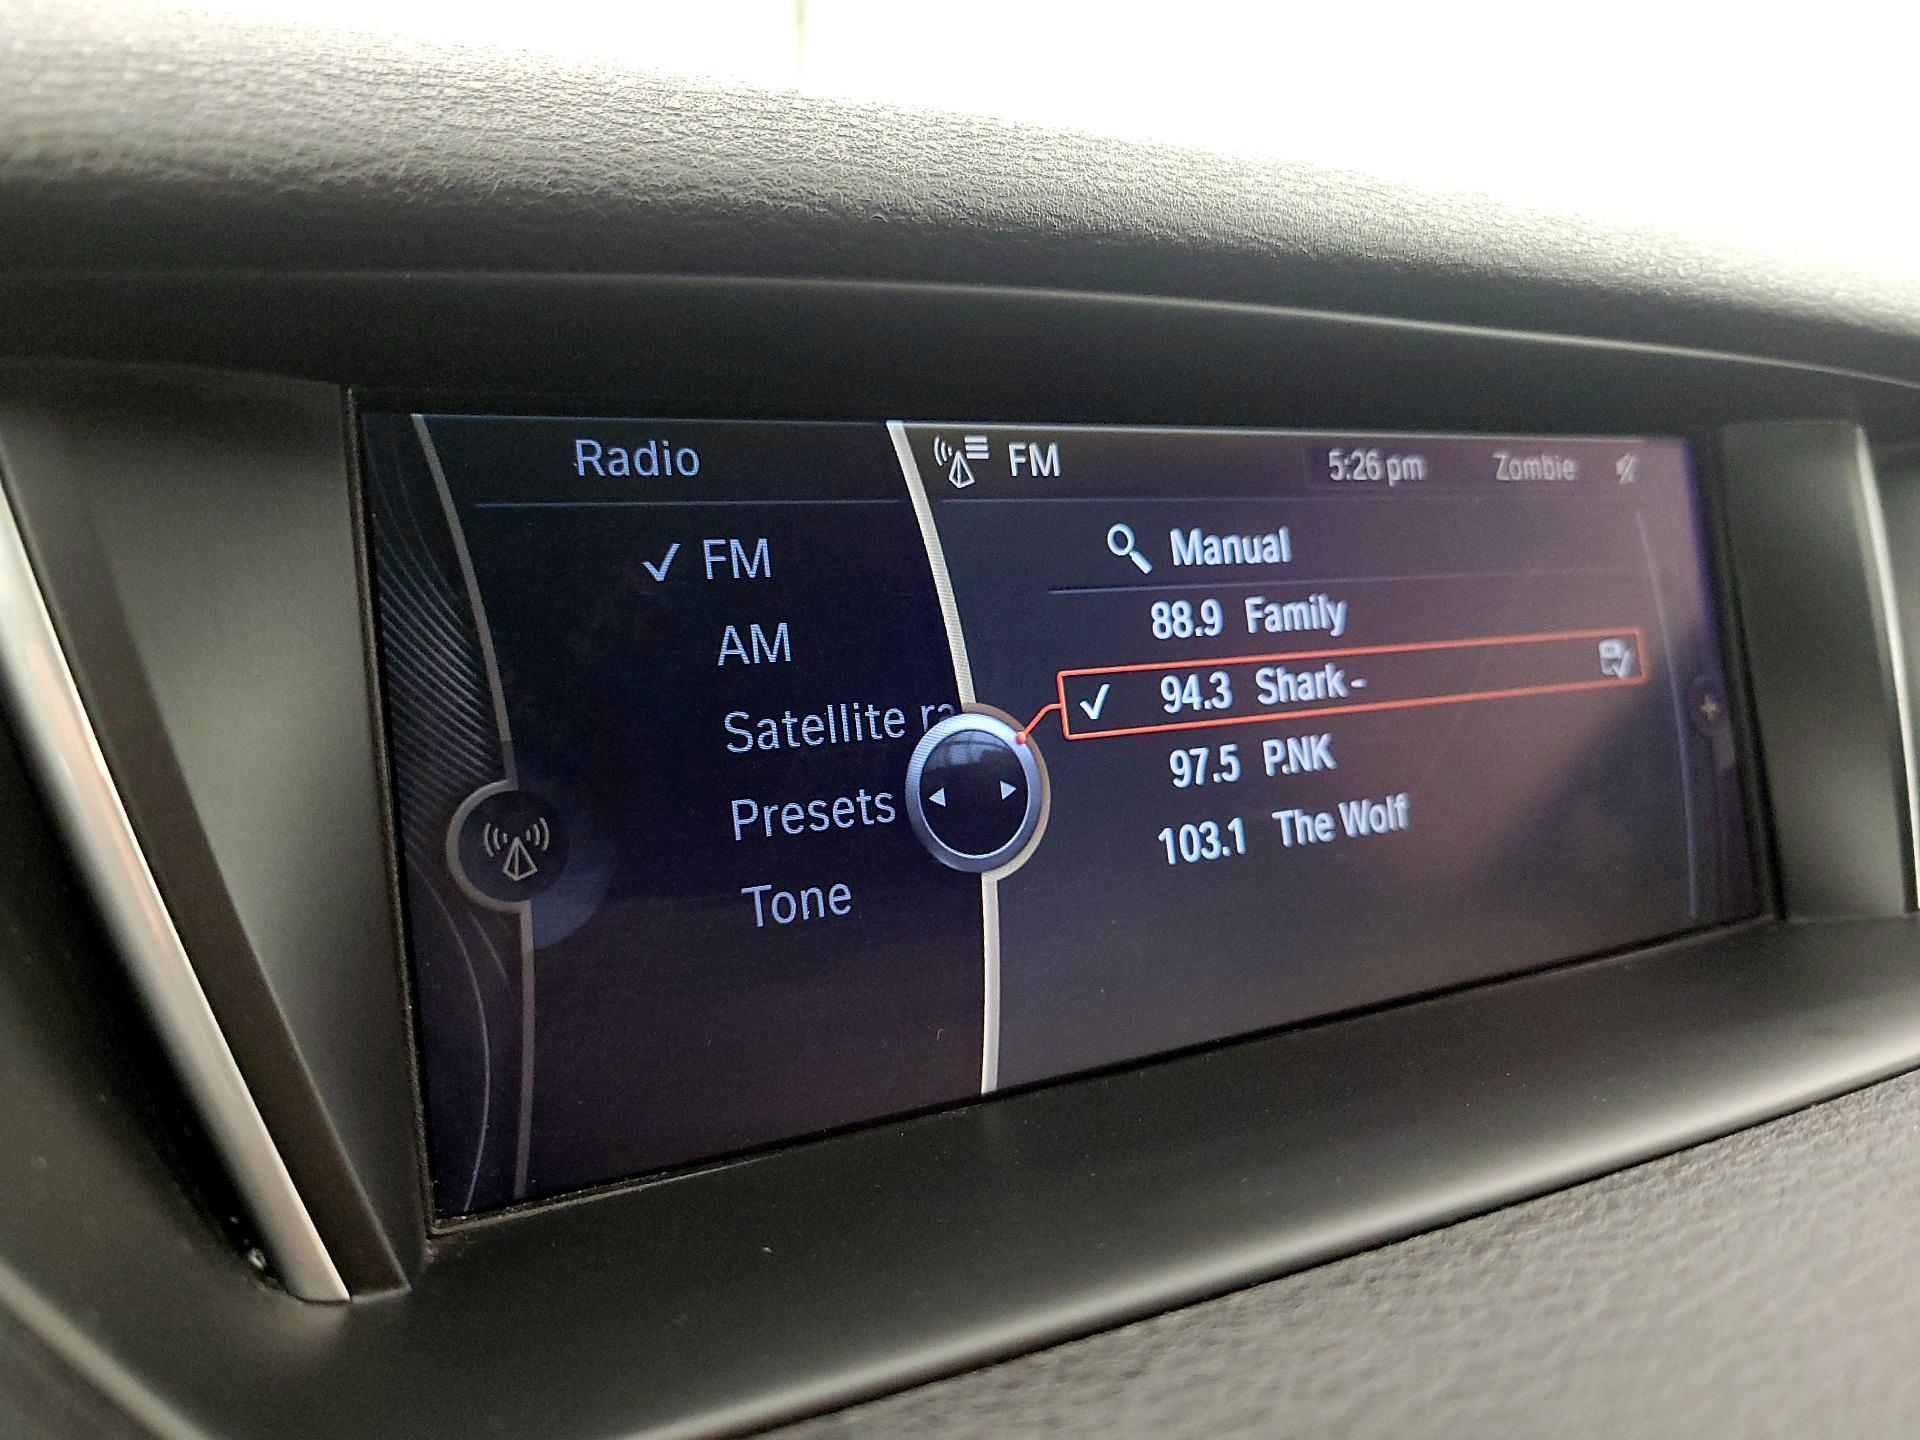 Radio
✓ FM
AM
Satellite ra
Presets
Tone
FM 5:26 pm Zombie
Manual
88.9 Family
✓ 94.3 Shark -
97.5 P.NK
103.1 The Wolf
+